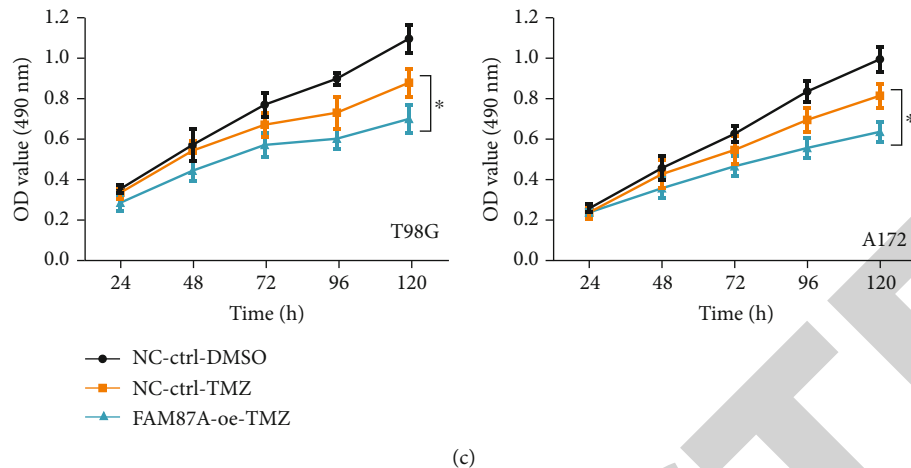 1.2
1.0
0.8
0.6
0.4
0.2
0.0
OD value (490 nm)
*
T98G
24 48 72 96 120
Time (h)
1.2
1.0
0.8
0.6
0.4
0.2
0.0
OD value (490 nm)
*
A172
24 48 72 96 120
Time (h)
NC-ctrl-DMSO
NC-ctrl-TMZ
FAM87A-oe-TMZ
(c)